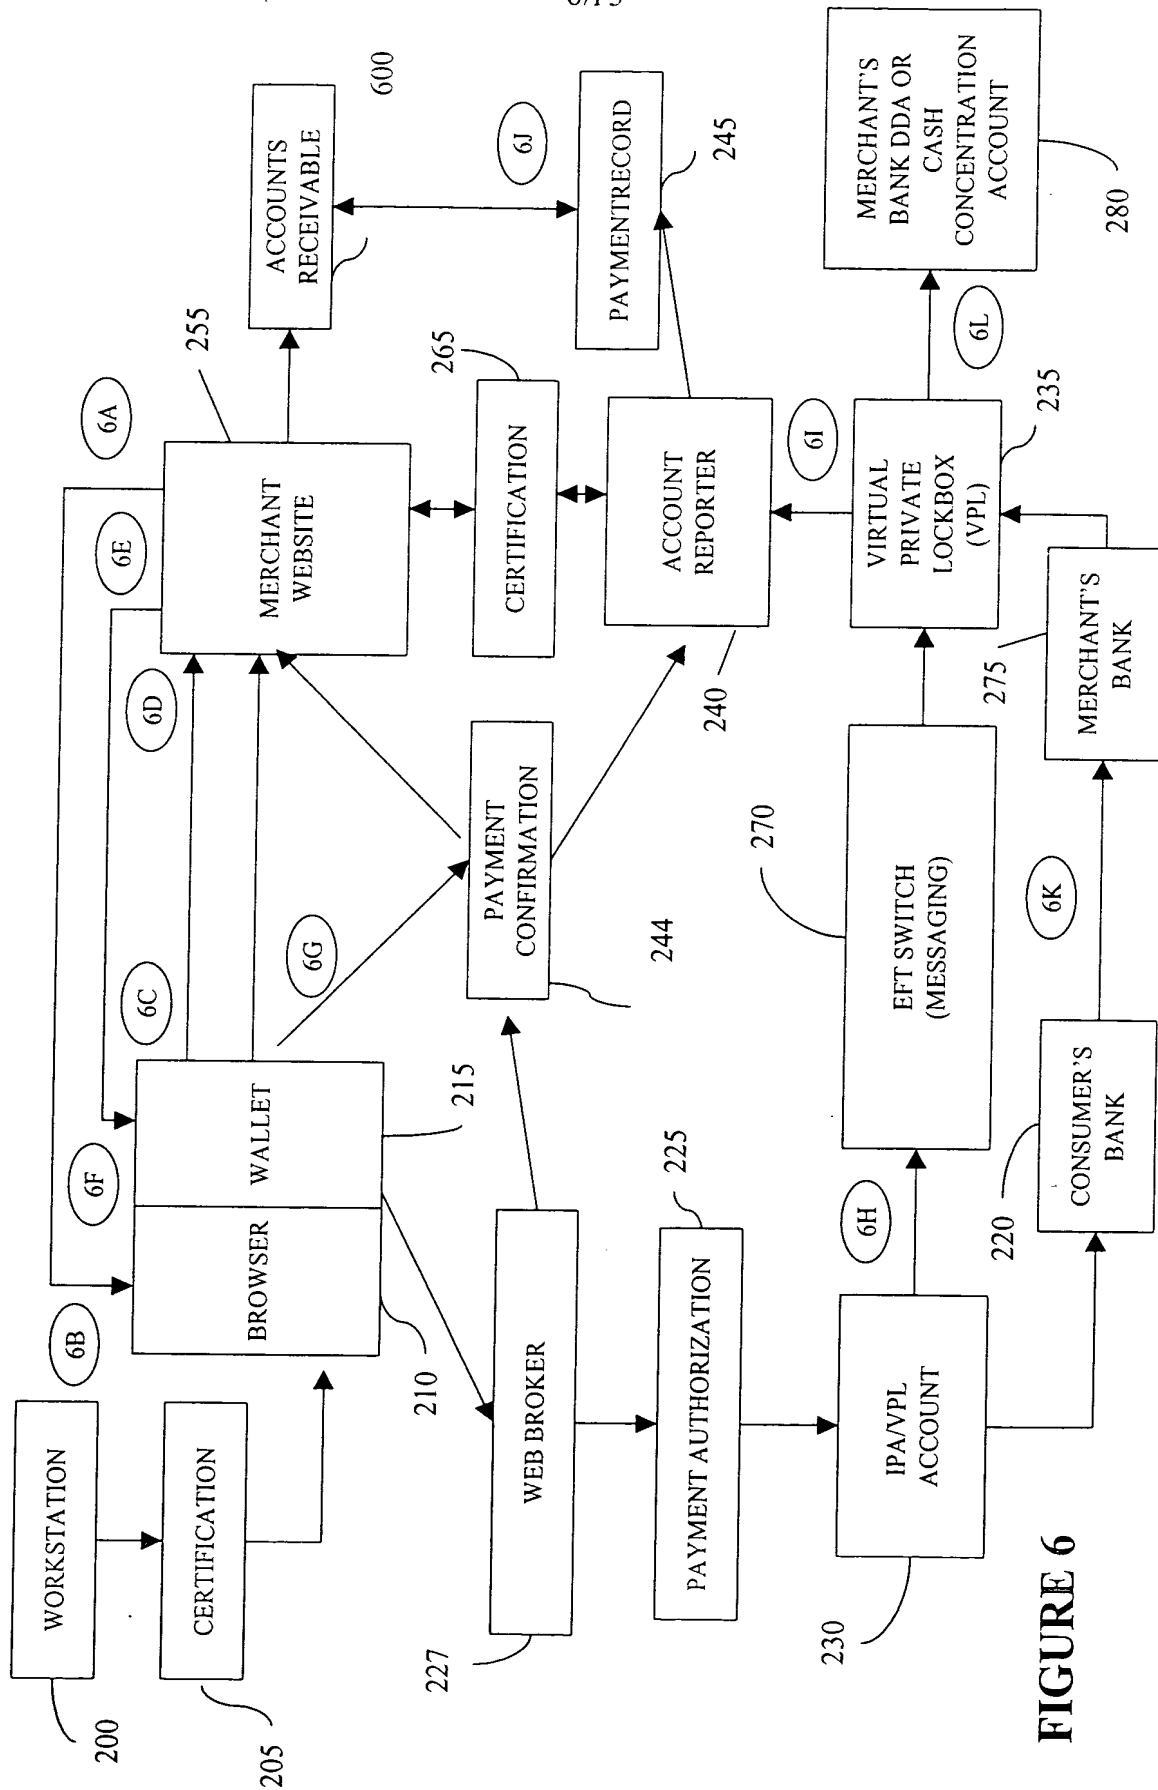 WORKSTATION
200
CERTIFICATION
205
6B
6F
6C
6D
6E
6A
BROWSER
WALLET
210
215
MERCHANT
WEBSITE
255
ACCOUNTS
RECEIVABLE
600
6G
PAYMENT
CONFIRMATION
244
CERTIFICATION
265
6J
WEB BROKER
227
ACCOUNT
REPORTER
240
PAYMENTRECORD
245
PAYMENT AUTHORIZATION
225
6I
6H
IPA/VPL
ACCOUNT
230
EFT SWITCH
(MESSAGING)
270
VIRTUAL
PRIVATE
LOCKBOX
(VPL)
235
6L
MERCHANT'S
BANK DDA OR
CASH
CONCENTRATION
ACCOUNT
280
CONSUMER'S
BANK
220
6K
MERCHANT'S
BANK
275
FIGURE 6